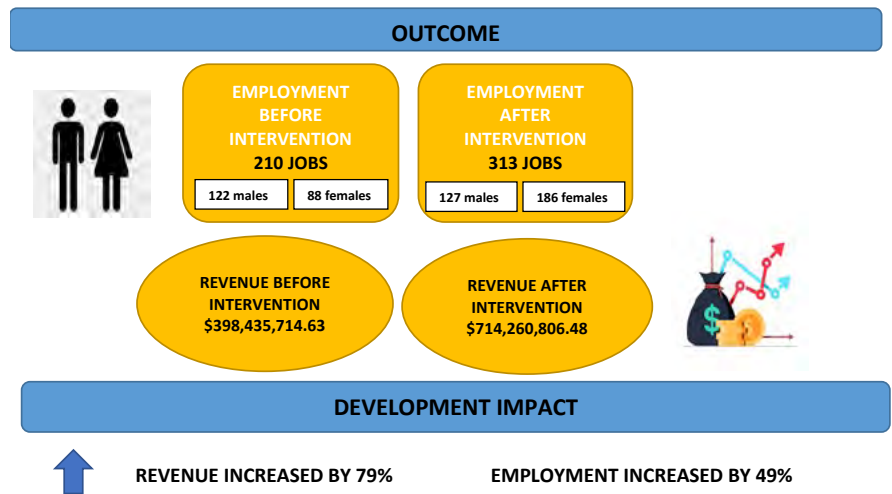 OUTCOME
EMPLOYMENT
BEFORE
INTERVENTION
210 JOBS
122 males
88 females
EMPLOYMENT
AFTER
INTERVENTION
313 JOBS
127 males
186 females
REVENUE BEFORE
INTERVENTION
$398,435,714.63
REVENUE AFTER
INTERVENTION
$714,260,806.48
$
DEVELOPMENT IMPACT
REVENUE INCREASED BY 79%
EMPLOYMENT INCREASED BY 49%